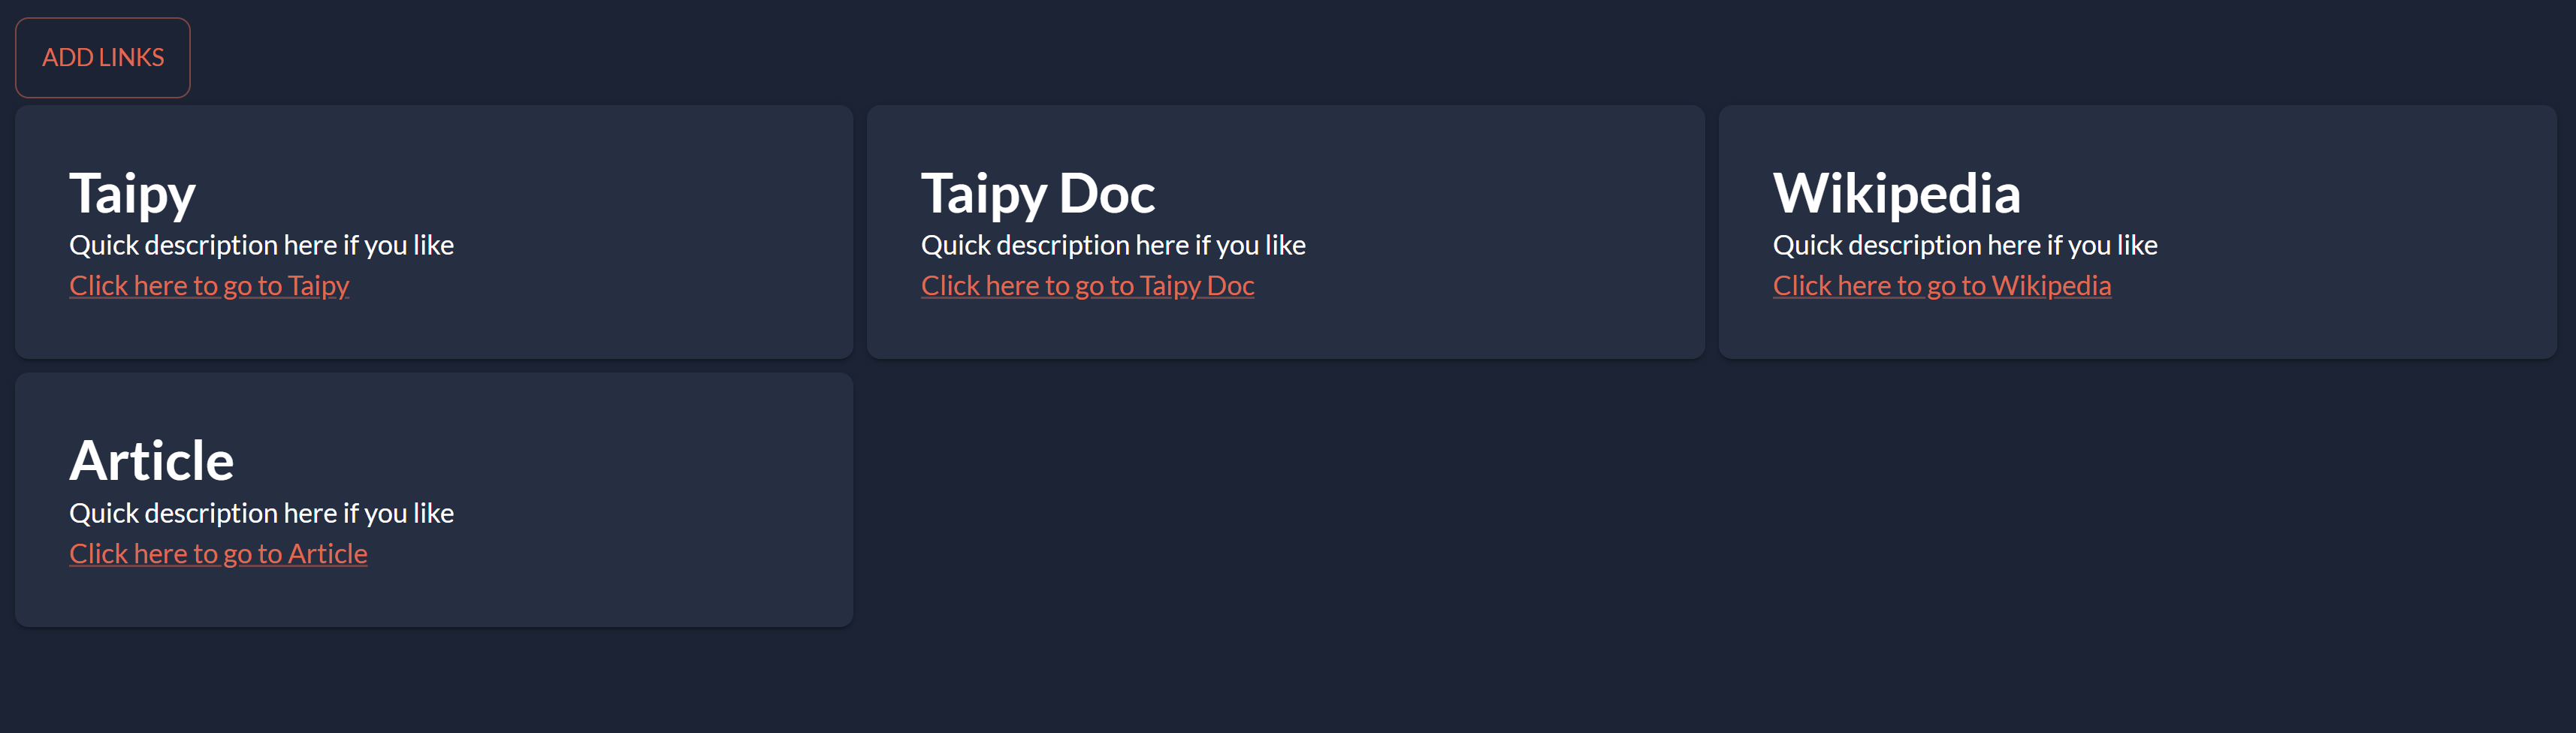 ADD LINKS
Taipy
Quick description here if you like
Click here to go to Taipy
Taipy Doc
Quick description here if you like
Click here to go to Taipy Doc
Wikipedia
Quick description here if you like
Click here to go to Wikipedia
Article
Quick description here if you like
Click here to go to Article